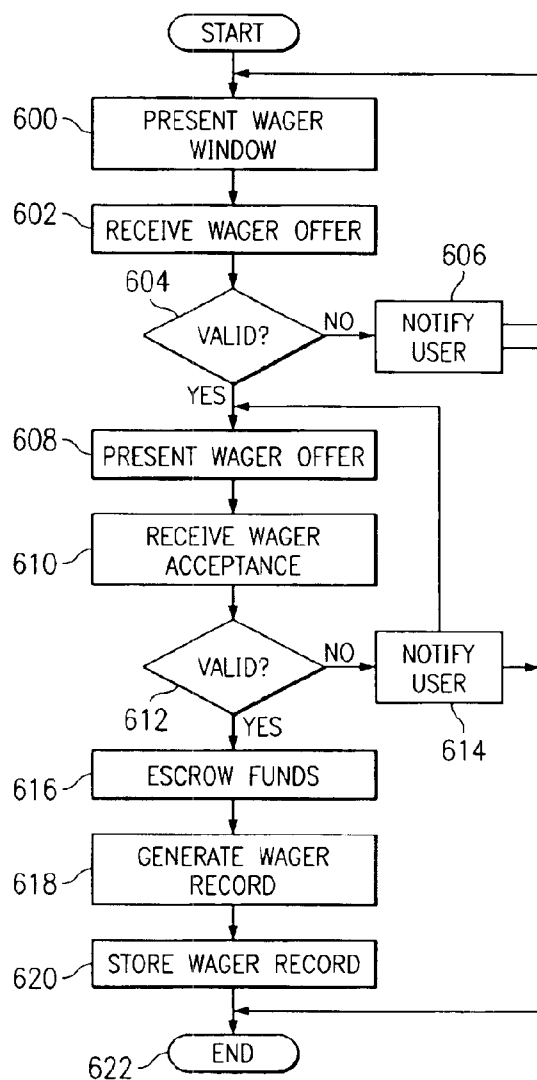 START
600
PRESENT WAGER
WINDOW
602
RECEIVE WAGER OFFER
604
VALID?
NO
606
NOTIFY
USER
YES
608
PRESENT WAGER OFFER
610
RECEIVE WAGER
ACCEPTANCE
612
VALID?
NO
NOTIFY
USER
614
YES
616
ESCROW FUNDS
618
GENERATE WAGER
RECORD
620
STORE WAGER RECORD
622
END